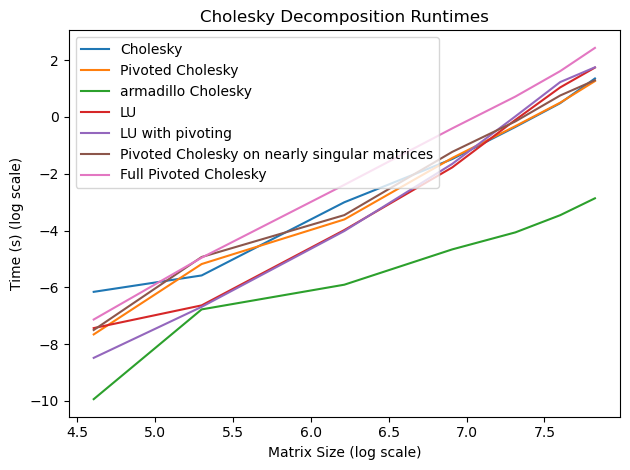 Cholesky Decomposition Runtimes
Cholesky
Pivoted Cholesky
armadillo Cholesky
LU
LU with pivoting
Pivoted Cholesky on nearly singular matrices
Full Pivoted Cholesky
Time (s) (log scale)
2
0
−2
−4
−6
−8
−10
4.5 5.0 5.5 6.0 6.5 7.0 7.5
Matrix Size (log scale)